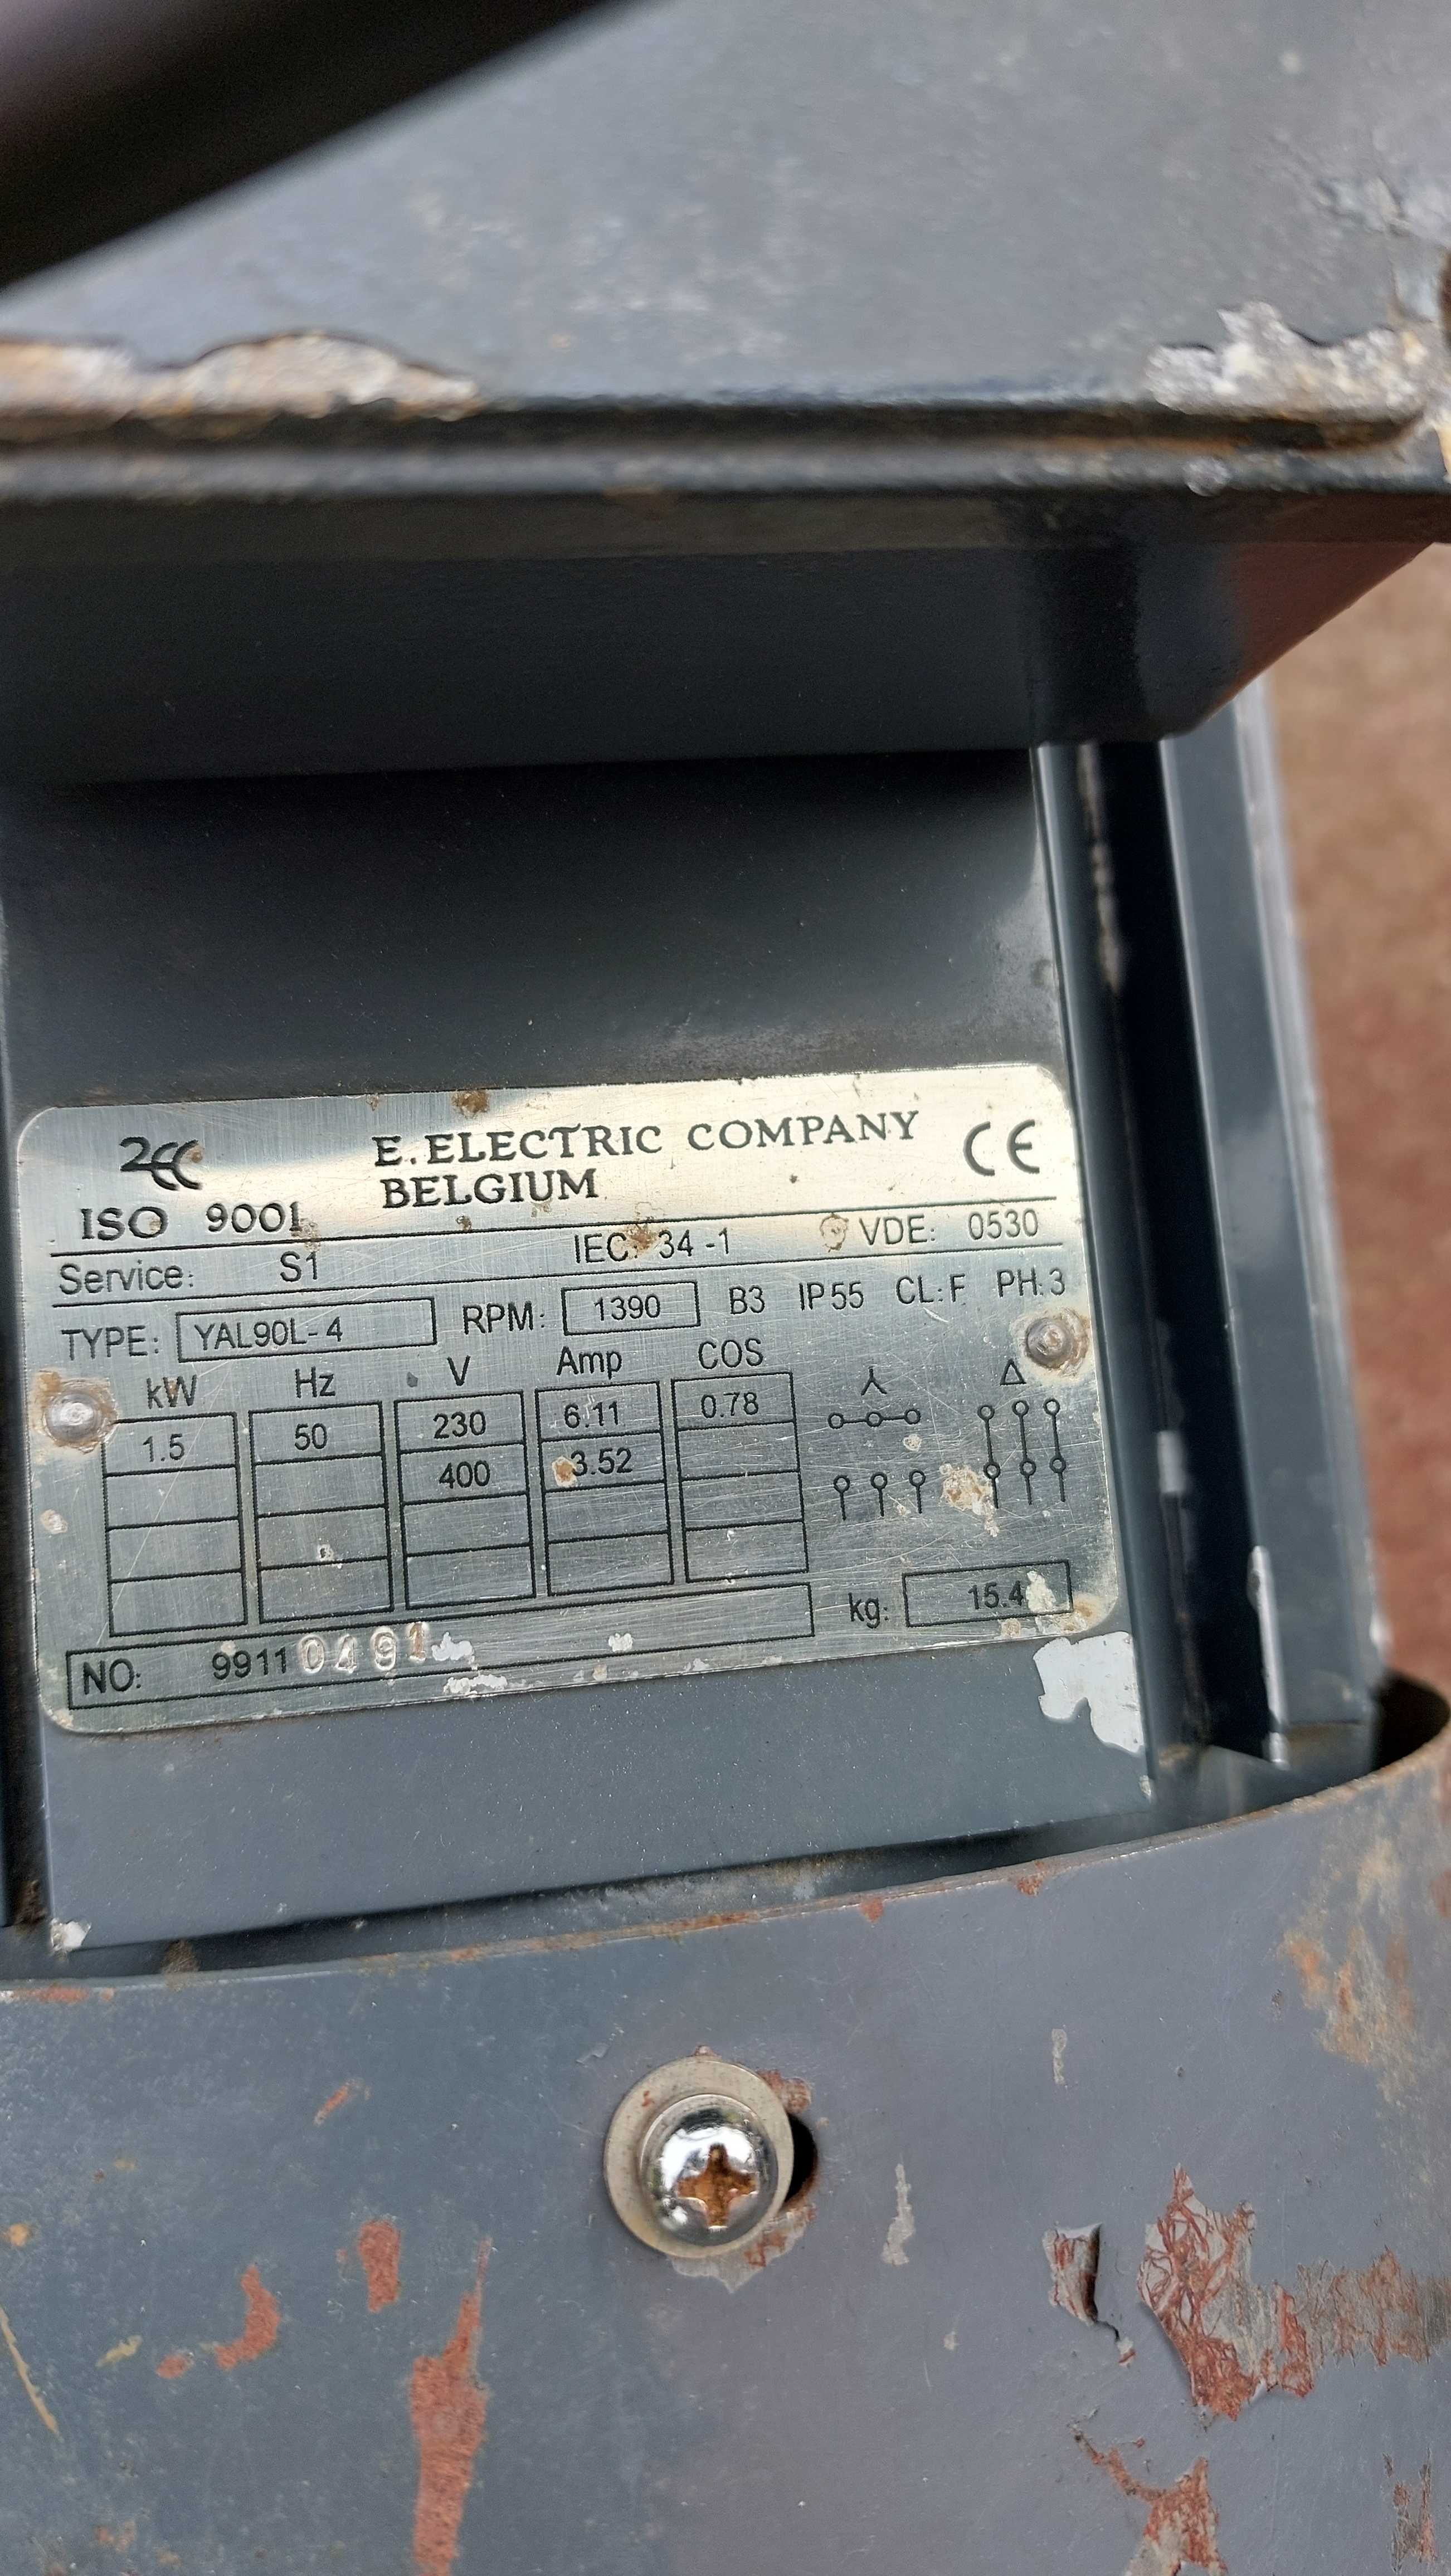 2CC E. ELECTRIC COMPANY CE
ISO 9001 BELGIUM
Service: S1 IEC: 34-1 VDE: 0530
TYPE: YAL90L-4 RPM: 1390 B3 IP55 CL:F PH:3
kW Hz V Amp COS
1.5 50 230 6.11 0.78
400 3.52
kg: 15.4
NO: 99110491